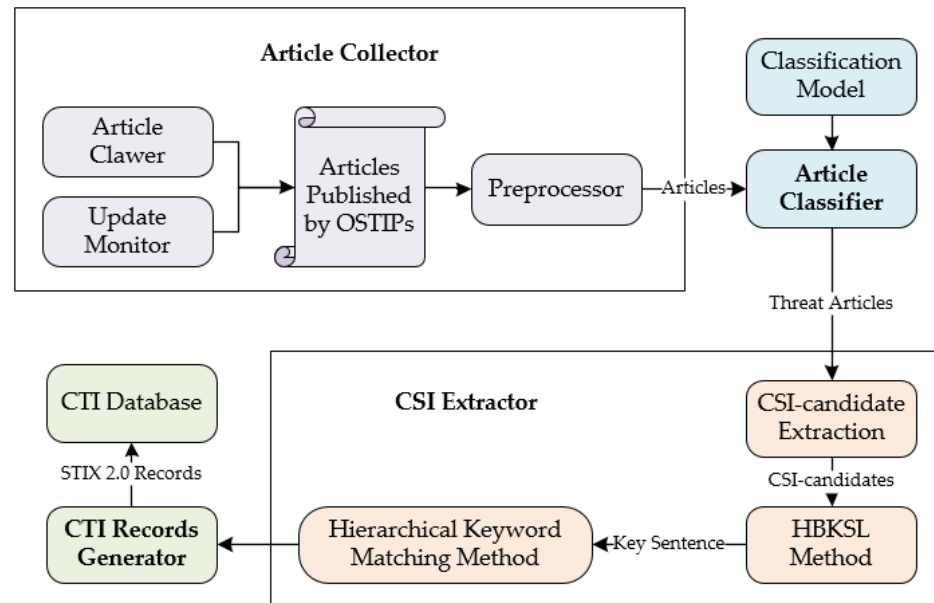 Article Collector
Article
Clawer
Update
Monitor
Articles
Published
by OSTIPs
Preprocessor
Articles
Classification
Model
Article
Classifier
Threat Articles
CSI Extractor
CSI-candidate
Extraction
CSI-candidates
HBKSL
Method
Key Sentence
Hierarchical Keyword
Matching Method
CTI Records
Generator
STIX 2.0 Records
CTI Database